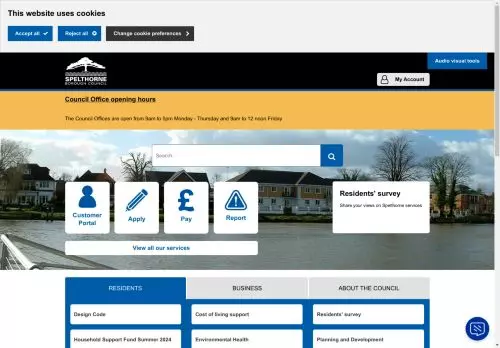 This website uses cookies
Accept all
Reject all
Change cookie preferences
Audio visual tools
SPELTHORNE
BOROUGH COUNCIL
My Account
Council Office opening hours
The Council Offices are open from 9am to 5pm Monday - Thursday and 9am to 12 noon Friday
Search
Customer Portal
Apply
Pay
Report
View all our services
Residents' survey
Share your views on Spelthorne services
RESIDENTS
BUSINESS
ABOUT THE COUNCIL
Design Code
Cost of living support
Residents' survey
Household Support Fund Summer 2024
Environmental Health
Planning and Development